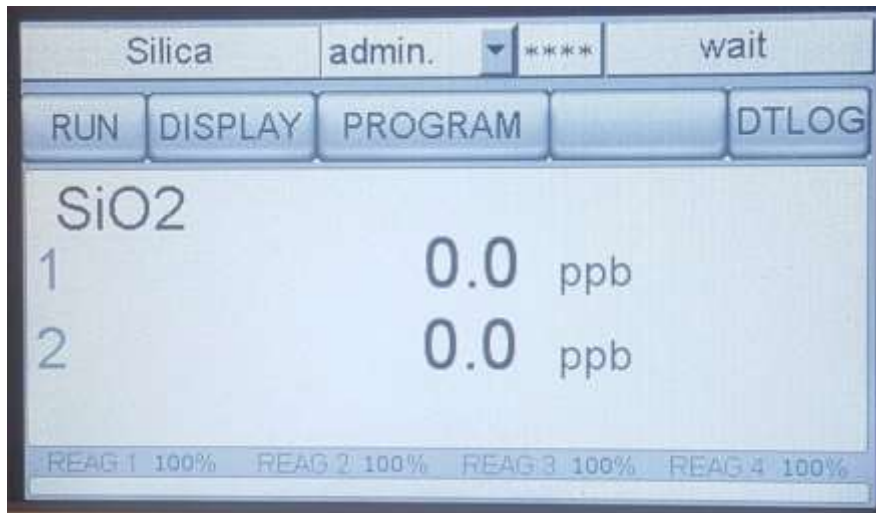 Silica admin. **** wait
RUN DISPLAY PROGRAM DTLOG
SiO2
1 0.0 ppb
2 0.0 ppb
REAG 1 100% REAG 2 100% REAG 3 100% REAG 4 100%